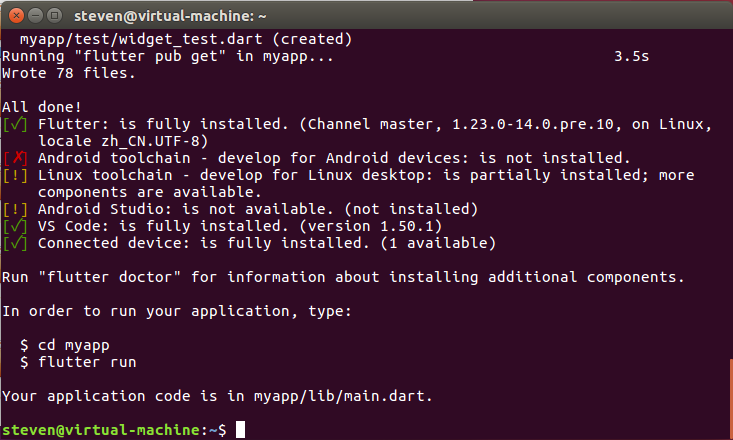 steven@virtual-machine: ~
myapp/test/widget_test.dart (created)
Running "flutter pub get" in myapp... 3.5s
Wrote 78 files.
All done!
[✓] Flutter: is fully installed. (Channel master, 1.23.0-14.0.pre.10, on Linux,
locale zh_CN.UTF-8)
[✗] Android toolchain - develop for Android devices: is not installed.
[!] Linux toolchain - develop for Linux desktop: is partially installed; more
components are available.
[!] Android Studio: is not available. (not installed)
[✓] VS Code: is fully installed. (version 1.50.1)
[✓] Connected device: is fully installed. (1 available)
Run "flutter doctor" for information about installing additional components.
In order to run your application, type:
$ cd myapp
$ flutter run
Your application code is in myapp/lib/main.dart.
steven@virtual-machine:~$